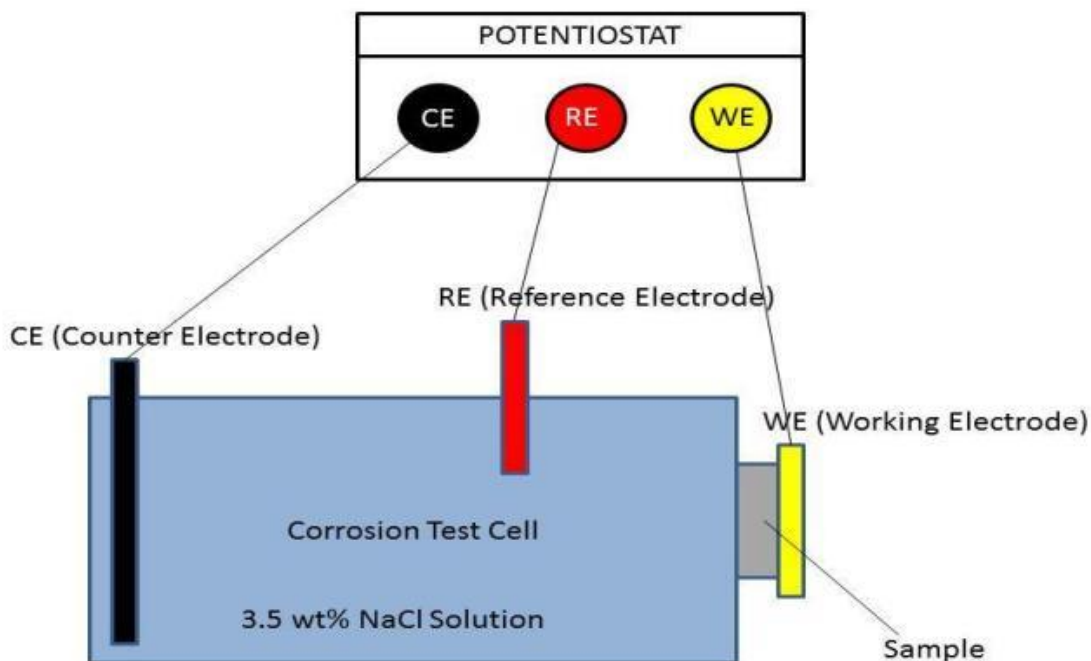 POTENTIOSTAT
CE
RE
WE
RE (Reference Electrode)
CE (Counter Electrode)
WE (Working Electrode)
Corrosion Test Cell
3.5 wt% NaCl Solution
Sample